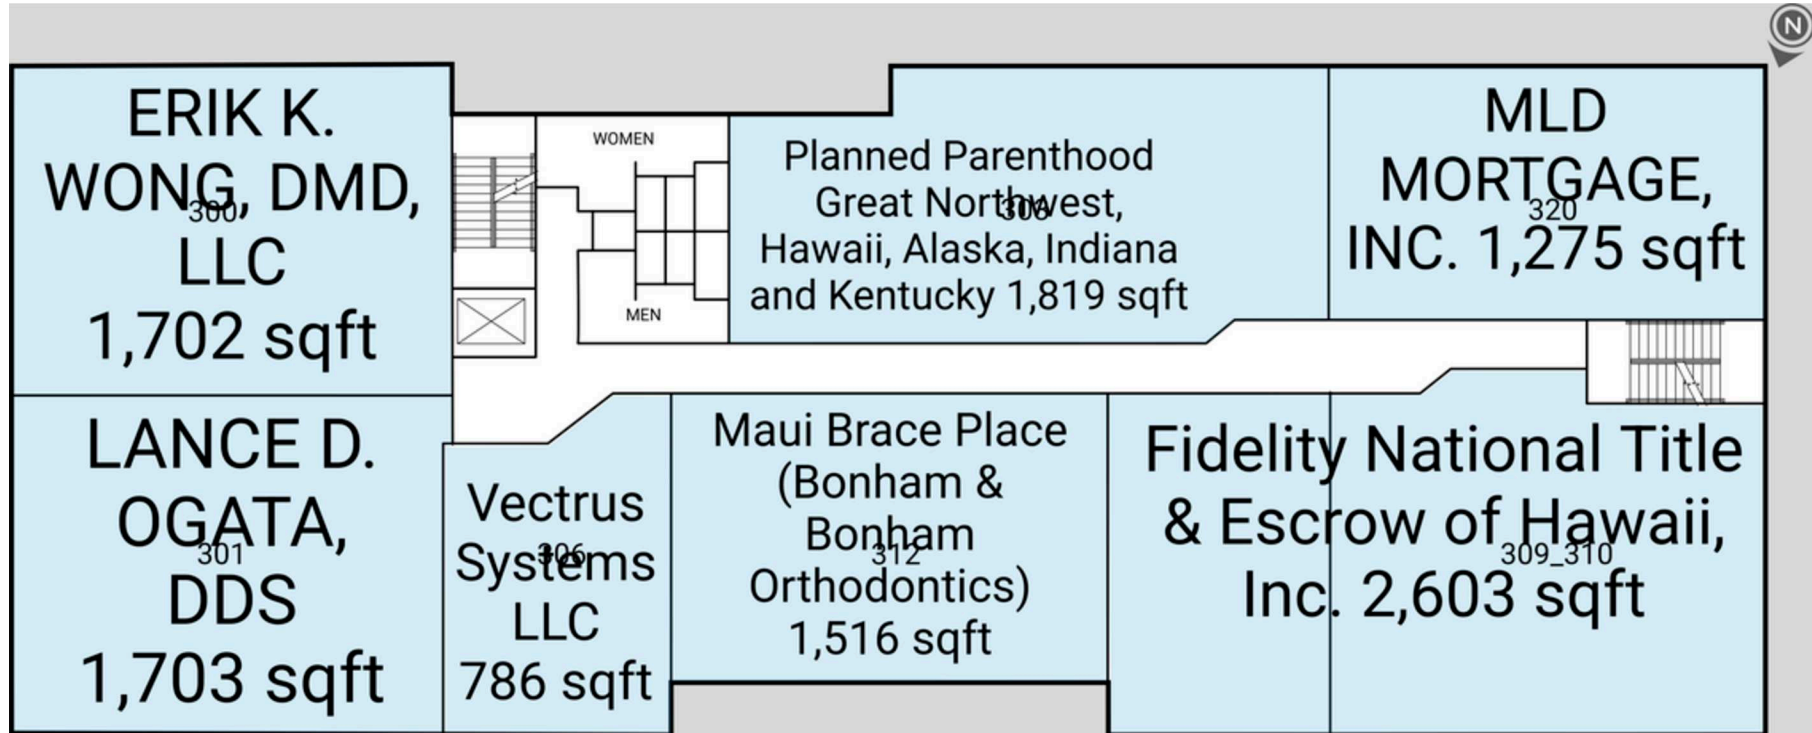 N
ERIK K.
WONG, DMD,
300
LLC
1,702 sqft
WOMEN
MEN
Planned Parenthood
Great Northwest,
Hawaii, Alaska, Indiana
and Kentucky 1,819 sqft
MLD
MORTGAGE,
320
INC. 1,275 sqft
LANCE D.
OGATA,
301
DDS
1,703 sqft
Vectrus
Systems
306
LLC
786 sqft
Maui Brace Place
(Bonham &
Bonham
312
Orthodontics)
1,516 sqft
Fidelity National Title
& Escrow of Hawaii,
309_310
Inc. 2,603 sqft